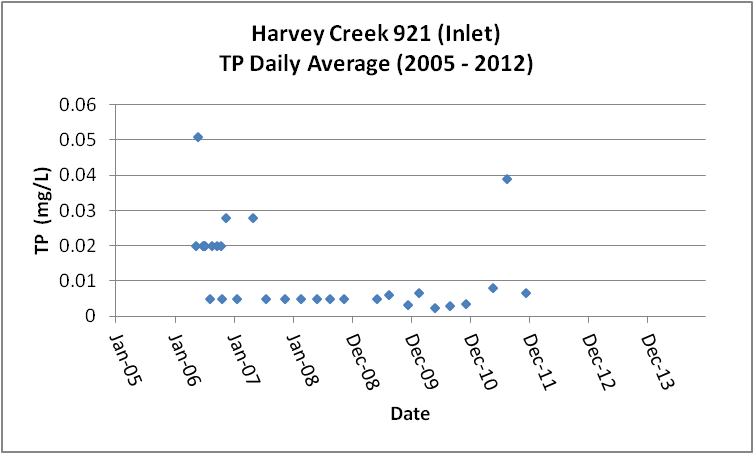 Harvey Creek 921 (Inlet)
TP Daily Average (2005 - 2012)
0.06
0.05
0.04
0.03
0.02
0.01
0
TP (mg/L)
Jan-05
Jan-06
Jan-07
Jan-08
Dec-08
Dec-09
Dec-10
Dec-11
Dec-12
Dec-13
Date